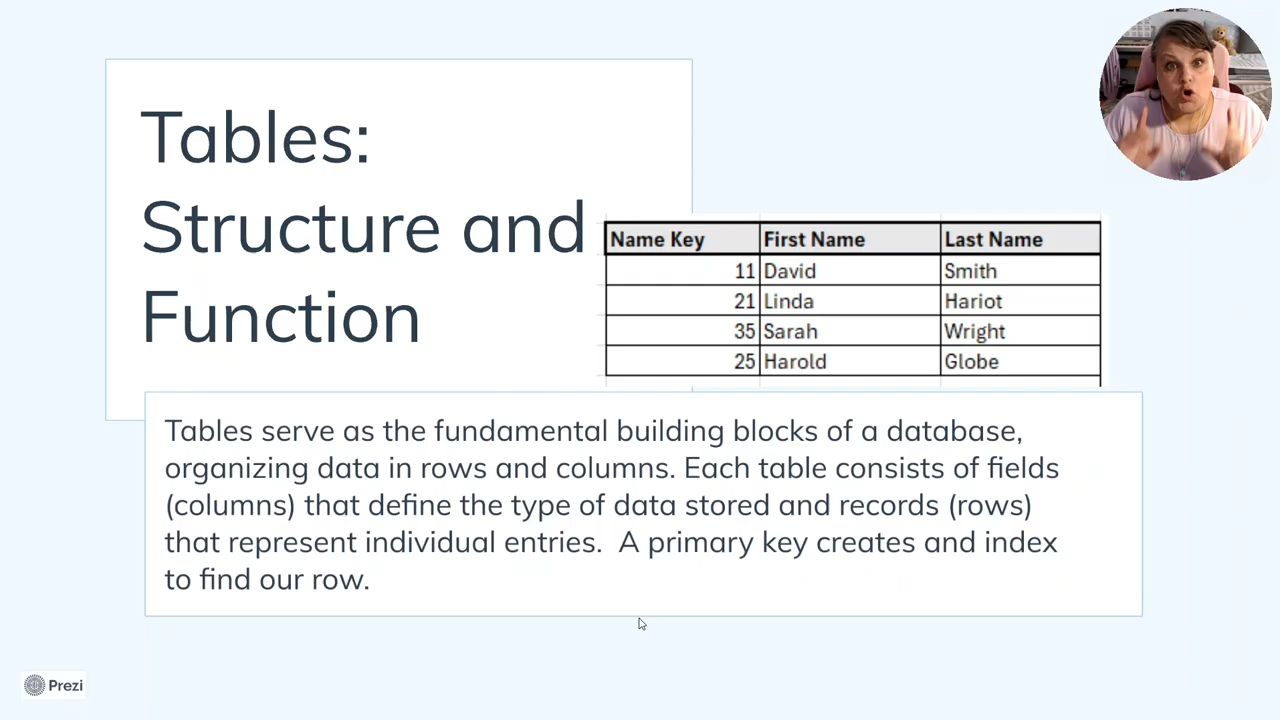 Tables:
Structure and
Function
Name Key First Name Last Name
11 David Smith
21 Linda Hariot
35 Sarah Wright
25 Harold Globe
Tables serve as the fundamental building blocks of a database,
organizing data in rows and columns. Each table consists of fields
(columns) that define the type of data stored and records (rows)
that represent individual entries.  A primary key creates and index
to find our row.
Prezi